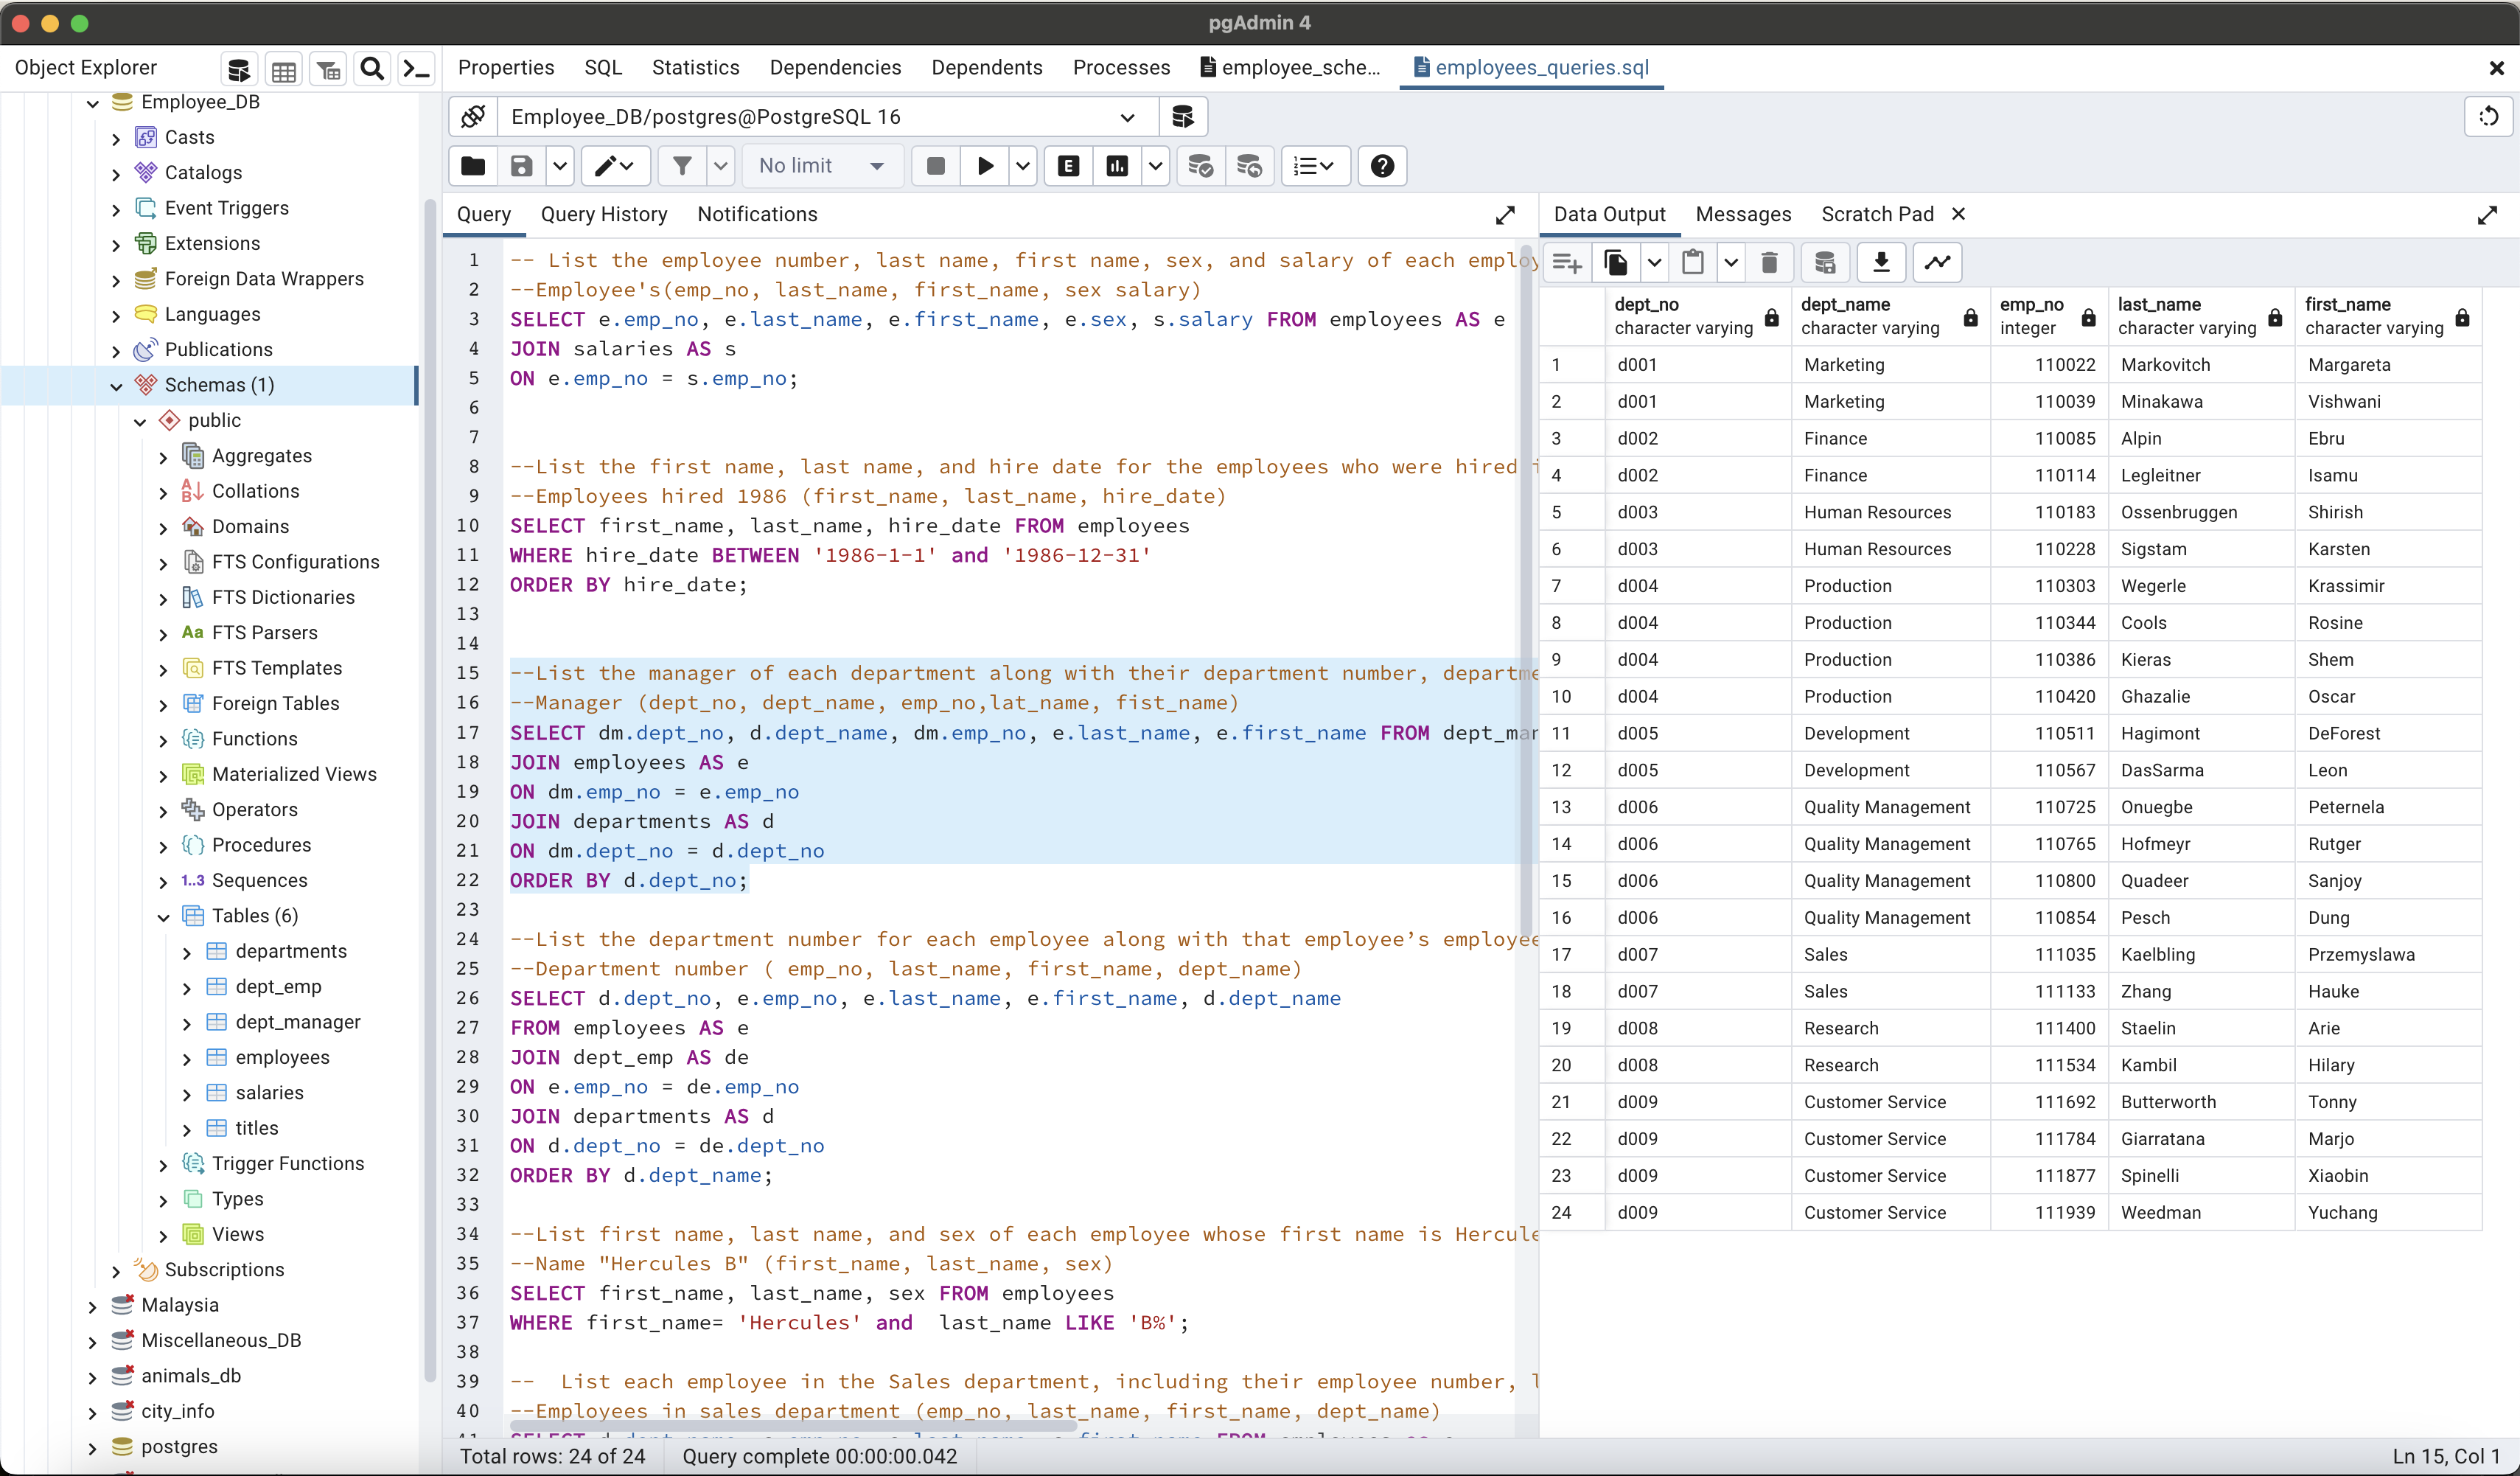 pgAdmin 4
Object Explorer
Properties SQL Statistics Dependencies Dependents Processes employee_sche... employees_queries.sql
Employee_DB
Casts
Catalogs
Event Triggers
Extensions
Foreign Data Wrappers
Languages
Publications
Schemas (1)
public
Aggregates
Collations
Domains
FTS Configurations
FTS Dictionaries
Aa FTS Parsers
FTS Templates
Foreign Tables
Functions
Materialized Views
Operators
Procedures
1..3 Sequences
Tables (6)
departments
dept_emp
dept_manager
employees
salaries
titles
Trigger Functions
Types
Views
Subscriptions
Malaysia
Miscellaneous_DB
animals_db
city_info
postgres
Employee_DB/postgres@PostgreSQL 16
No limit
E
Query Query History Notifications
1 -- List the employee number, last name, first name, sex, and salary of each employ
2 --Employee's(emp_no, last_name, first_name, sex salary)
3 SELECT e.emp_no, e.last_name, e.first_name, e.sex, s.salary FROM employees AS e
4 JOIN salaries AS s
5 ON e.emp_no = s.emp_no;
6
7
8 --List the first name, last name, and hire date for the employees who were hired
9 --Employees hired 1986 (first_name, last_name, hire_date)
10 SELECT first_name, last_name, hire_date FROM employees
11 WHERE hire_date BETWEEN '1986-1-1' and '1986-12-31'
12 ORDER BY hire_date;
13
14
15 --List the manager of each department along with their department number, departme
16 --Manager (dept_no, dept_name, emp_no,lat_name, fist_name)
17 SELECT dm.dept_no, d.dept_name, dm.emp_no, e.last_name, e.first_name FROM dept_man
18 JOIN employees AS e
19 ON dm.emp_no = e.emp_no
20 JOIN departments AS d
21 ON dm.dept_no = d.dept_no
22 ORDER BY d.dept_no;
23
24 --List the department number for each employee along with that employee’s employee
25 --Department number ( emp_no, last_name, first_name, dept_name)
26 SELECT d.dept_no, e.emp_no, e.last_name, e.first_name, d.dept_name
27 FROM employees AS e
28 JOIN dept_emp AS de
29 ON e.emp_no = de.emp_no
30 JOIN departments AS d
31 ON d.dept_no = de.dept_no
32 ORDER BY d.dept_name;
33
34 --List first name, last name, and sex of each employee whose first name is Hercule
35 --Name "Hercules B" (first_name, last_name, sex)
36 SELECT first_name, last_name, sex FROM employees
37 WHERE first_name= 'Hercules' and  last_name LIKE 'B%';
38
39 --  List each employee in the Sales department, including their employee number, l
40 --Employees in sales department (emp_no, last_name, first_name, dept_name)
Data Output Messages Scratch Pad
dept_no dept_name emp_no last_name first_name
character varying character varying integer character varying character varying
1 d001 Marketing 110022 Markovitch Margareta
2 d001 Marketing 110039 Minakawa Vishwani
3 d002 Finance 110085 Alpin Ebru
4 d002 Finance 110114 Legleitner Isamu
5 d003 Human Resources 110183 Ossenbruggen Shirish
6 d003 Human Resources 110228 Sigstam Karsten
7 d004 Production 110303 Wegerle Krassimir
8 d004 Production 110344 Cools Rosine
9 d004 Production 110386 Kieras Shem
10 d004 Production 110420 Ghazalie Oscar
11 d005 Development 110511 Hagimont DeForest
12 d005 Development 110567 DasSarma Leon
13 d006 Quality Management 110725 Onuegbe Peternela
14 d006 Quality Management 110765 Hofmeyr Rutger
15 d006 Quality Management 110800 Quadeer Sanjoy
16 d006 Quality Management 110854 Pesch Dung
17 d007 Sales 111035 Kaelbling Przemyslawa
18 d007 Sales 111133 Zhang Hauke
19 d008 Research 111400 Staelin Arie
20 d008 Research 111534 Kambil Hilary
21 d009 Customer Service 111692 Butterworth Tonny
22 d009 Customer Service 111784 Giarratana Marjo
23 d009 Customer Service 111877 Spinelli Xiaobin
24 d009 Customer Service 111939 Weedman Yuchang
Total rows: 24 of 24 Query complete 00:00:00.042 Ln 15, Col 1